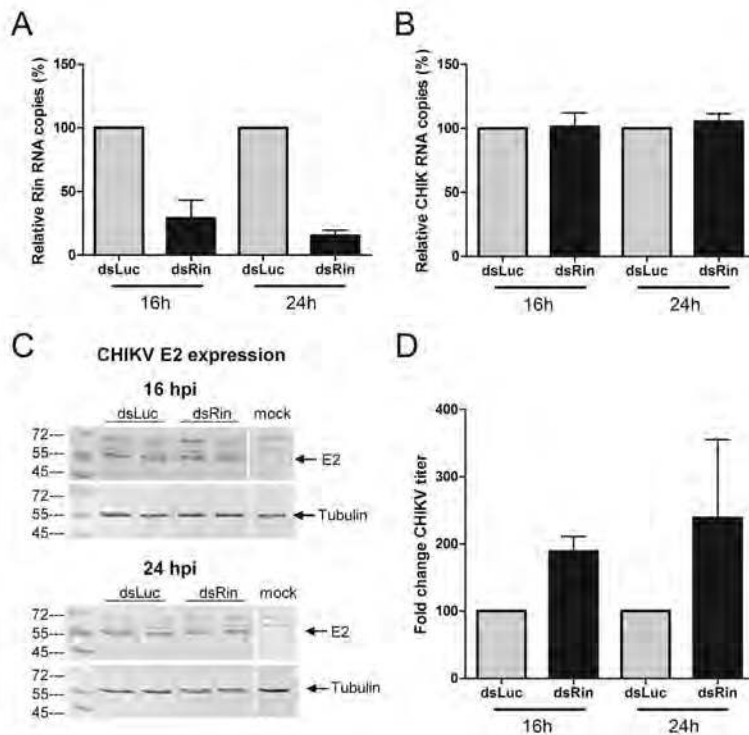 A
Relative Rin RNA copies (%)
150
100
50
0
dsLuc dsRin dsLuc dsRin
16h 24h
B
Relative CHIK RNA copies (%)
150
100
50
0
dsLuc dsRin dsLuc dsRin
16h 24h
C
CHIKV E2 expression
16 hpi
dsLuc dsRin mock
72---
55---
45---
E2
72---
55---
45---
Tubulin
24 hpi
dsLuc dsRin mock
72---
55---
45---
E2
72---
55---
45---
Tubulin
D
Fold change CHIKV titer
400
300
200
100
0
dsLuc dsRin dsLuc dsRin
16h 24h